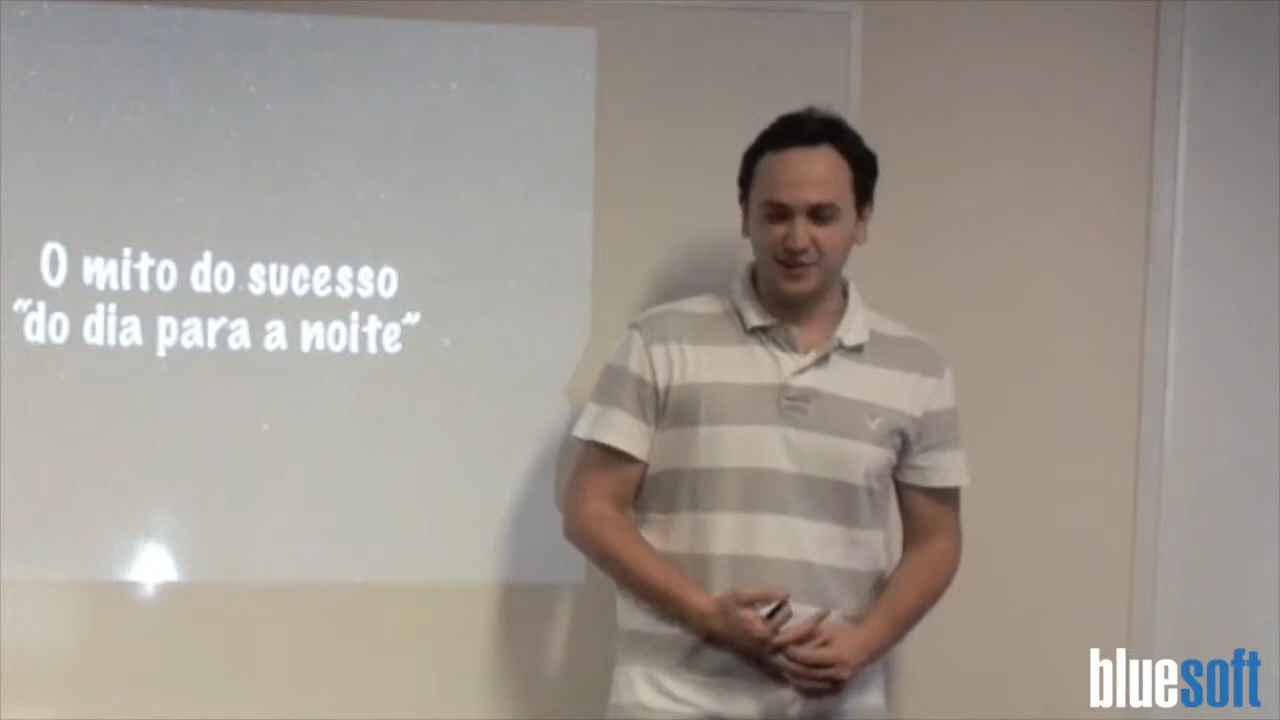 O mito do sucesso
“do dia para a noite”
bluesoft